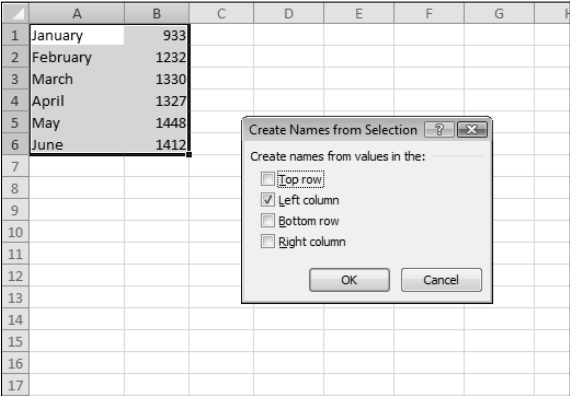 A B C D E F G H
1 January 933
2 February 1232
3 March 1330
4 April 1327
5 May 1448
6 June 1412
7
8
9
10
11
12
13
14
15
16
17
Create Names from Selection ?
Create names from values in the:
Top row
Left column
Bottom row
Right column
OK Cancel